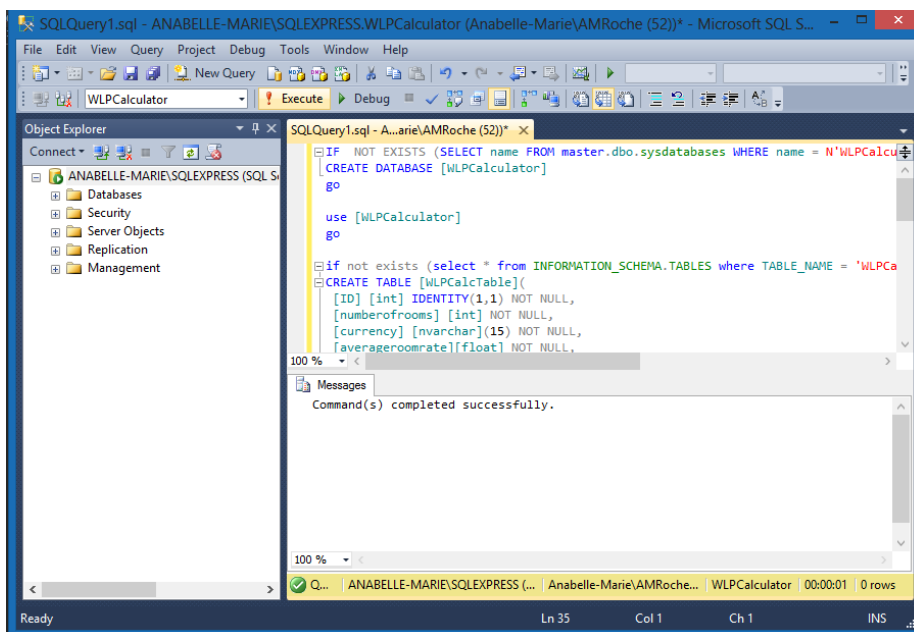 SQLQuery1.sql - ANABELLE-MARIE\SQLEXPRESS.WLPCalculator (Anabelle-Marie\AMRoche (52))* - Microsoft SQL S...
File Edit View Query Project Debug Tools Window Help
New Query
WLPCalculator Execute Debug
Object Explorer
Connect
ANABELLE-MARIE\SQLEXPRESS (SQL S
Databases
Security
Server Objects
Replication
Management
SQLQuery1.sql - A...arie\AMRoche (52))*
IF NOT EXISTS (SELECT name FROM master.dbo.sysdatabases WHERE name = N'WLPCalcu
CREATE DATABASE [WLPCalculator]
go
use [WLPCalculator]
go
if not exists (select * from INFORMATION_SCHEMA.TABLES where TABLE_NAME = 'WLPCa
CREATE TABLE [WLPCalcTable](
[ID] [int] IDENTITY(1,1) NOT NULL,
[numberofrooms] [int] NOT NULL,
[currency] [nvarchar](15) NOT NULL,
[averageroomrate][float] NOT NULL,
100 %
Messages
Command(s) completed successfully.
100 %
Q... ANABELLE-MARIE\SQLEXPRESS (... Anabelle-Marie\AMRoche... WLPCalculator 00:00:01 0 rows
Ready Ln 35 Col 1 Ch 1 INS